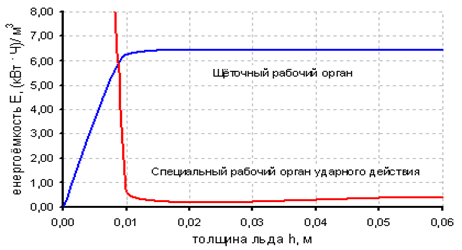 энергоёмкость E, (кВт · Ч)/ м³
8,00
7,00
6,00
5,00
4,00
3,00
2,00
1,00
0,00
Щёточный рабочий орган
Специальный рабочий орган ударного действия
0,00 0,01 0,02 0,03 0,04 0,05 0,06
толщина льда h, м